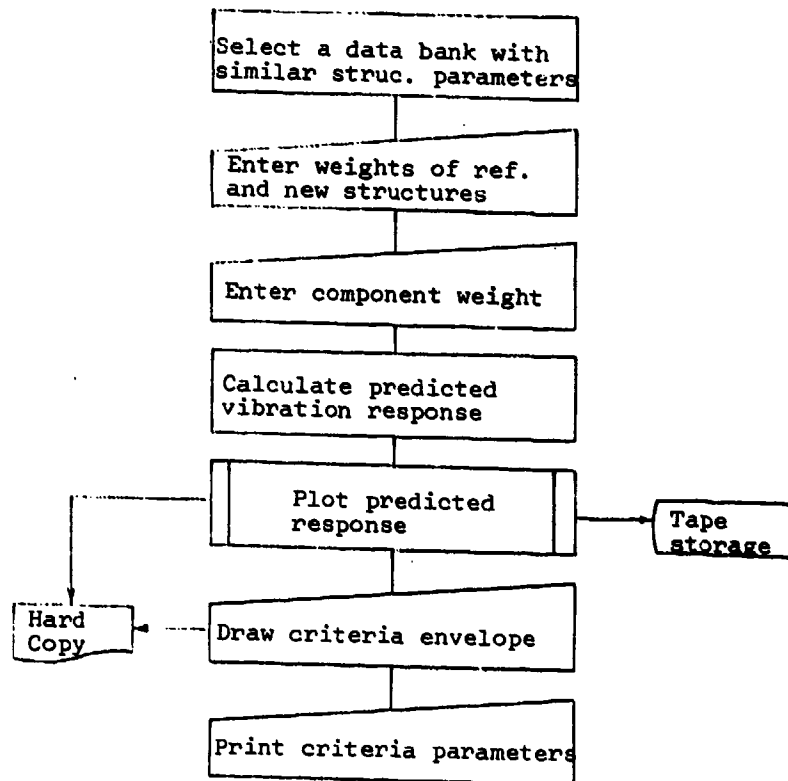 Select a data bank with
similar struc. parameters
Enter weights of ref.
and new structures
Enter component weight
Calculate predicted
vibration response
Plot predicted
response
Tape
storage
Hard
Copy
Draw criteria envelope
Print criteria parameters